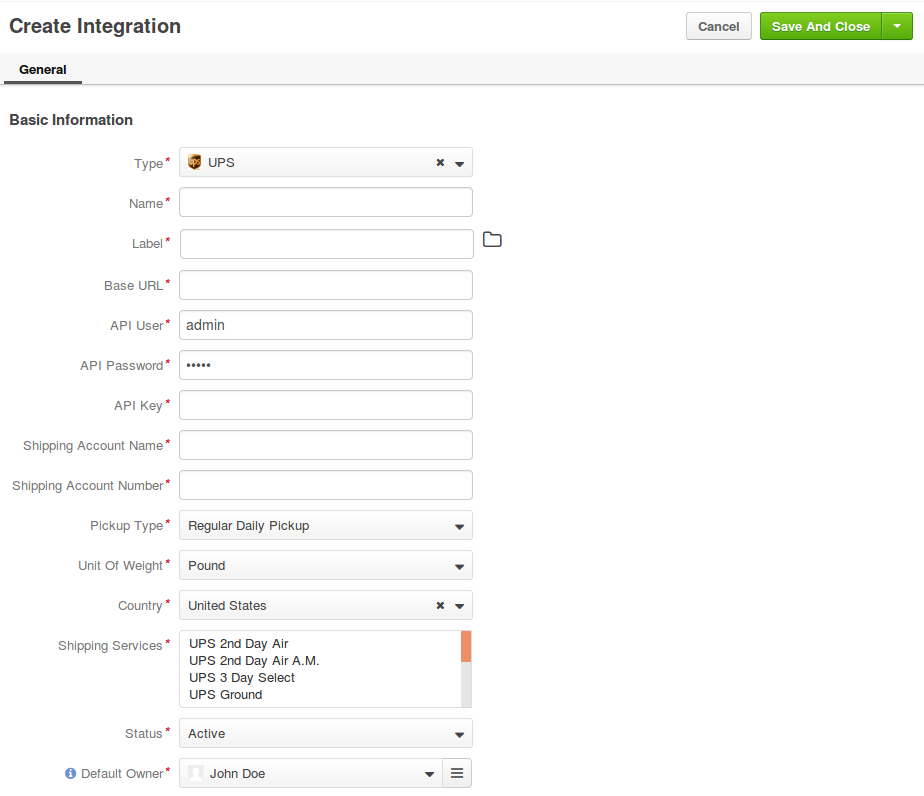 Create Integration
Cancel
Save And Close
General
Basic Information
Type* UPS
Name*
Label*
Base URL*
API User* admin
API Password* •••••
API Key*
Shipping Account Name*
Shipping Account Number*
Pickup Type* Regular Daily Pickup
Unit Of Weight* Pound
Country* United States
Shipping Services* UPS 2nd Day Air
UPS 2nd Day Air A.M.
UPS 3 Day Select
UPS Ground
Status* Active
Default Owner* John Doe